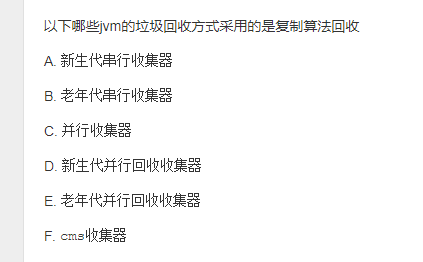 以下哪些jvm的垃圾回收方式采用的是复制算法回收
A. 新生代串行收集器
B. 老年代串行收集器
C. 并行收集器
D. 新生代并行回收收集器
E. 老年代并行回收收集器
F. cms收集器